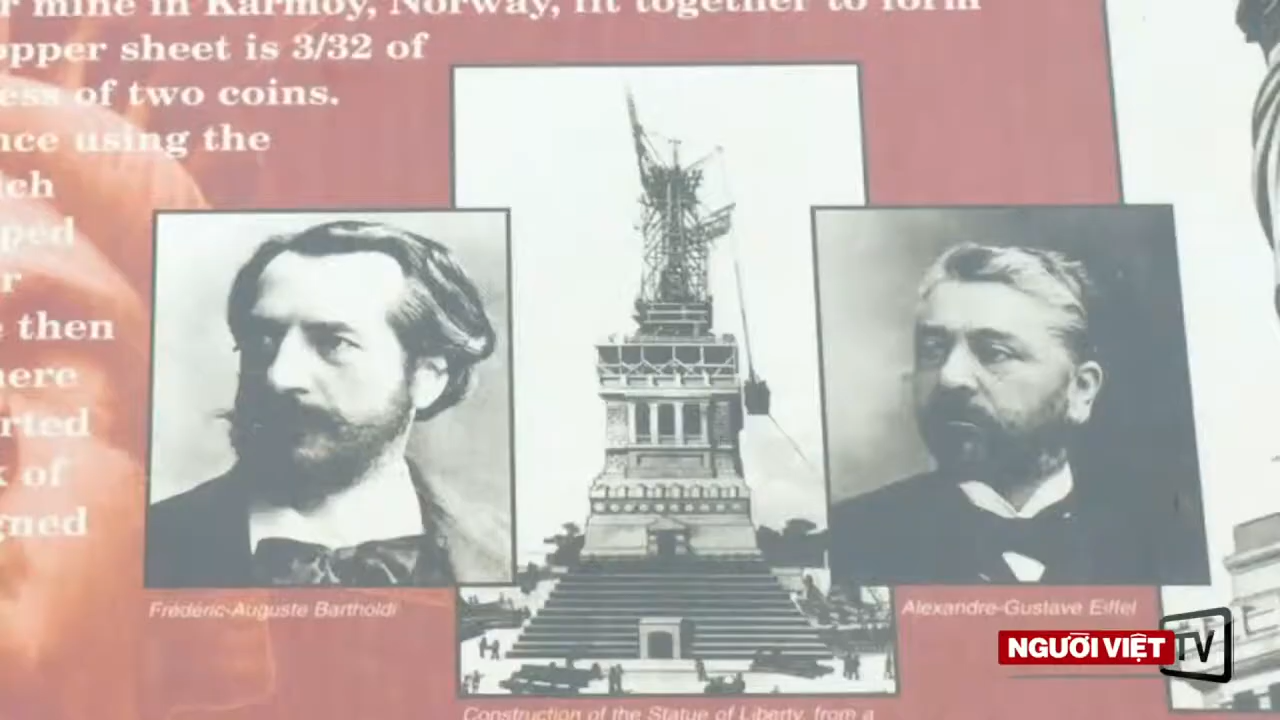 mine in Karmoy, Norway, fit together to form
opper sheet is 3/32 of
ess of two coins.
nce using the
ich
ped
r
then
here
rted
of
gned
Frédéric-Auguste Bartholdi
Alexandre-Gustave Eiffel
Construction of the Statue of Liberty, from a
NGƯỜI VIỆT TV